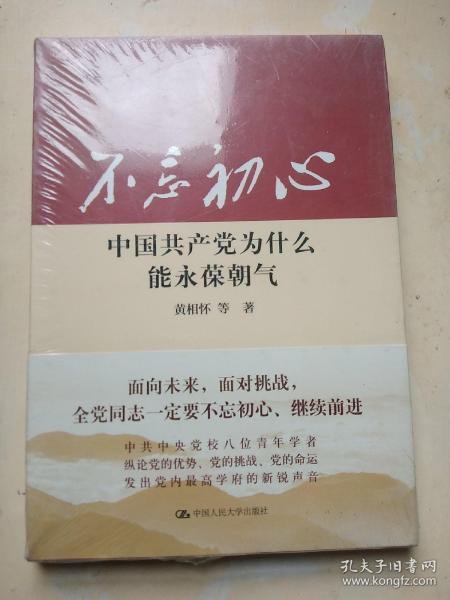 不忘初心
中国共产党为什么
能永葆朝气
黄相怀 等 著
面向未来，面对挑战，
全党同志一定要不忘初心、继续前进
中共中央党校八位青年学者
纵论党的优势、党的挑战、党的命运
发出党内最高学府的新锐声音
中国人民大学出版社
孔夫子旧书网
www.kongfz.com